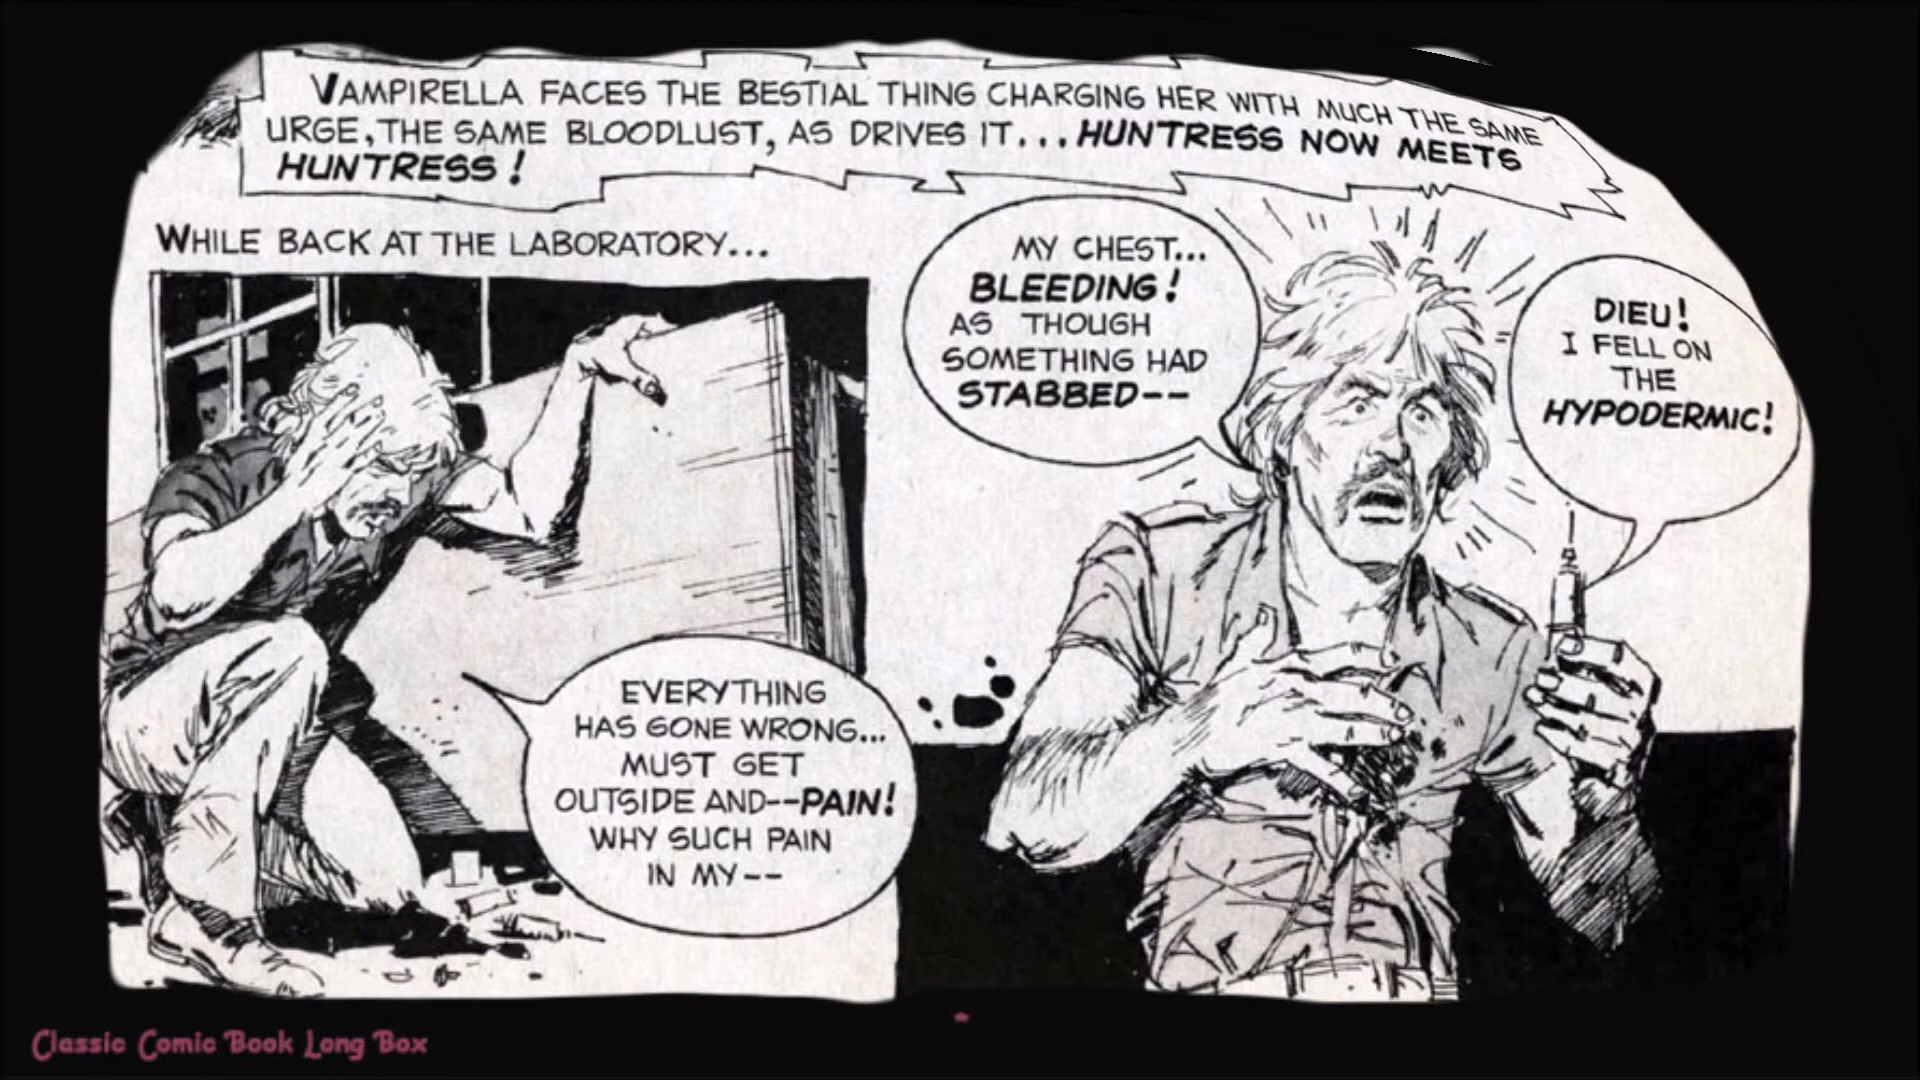 VAMPIRELLA FACES THE BESTIAL THING CHARGING HER WITH MUCH THE SAME
URGE, THE SAME BLOODLUST, AS DRIVES IT... HUNTRESS NOW MEETS
HUNTRESS!
WHILE BACK AT THE LABORATORY...
EVERYTHING
HAS GONE WRONG...
MUST GET
OUTSIDE AND--PAIN!
WHY SUCH PAIN
IN MY--
MY CHEST...
BLEEDING!
AS THOUGH
SOMETHING HAD
STABBED--
DIEU!
I FELL ON
THE
HYPODERMIC!
Classic Comic Book Long Box